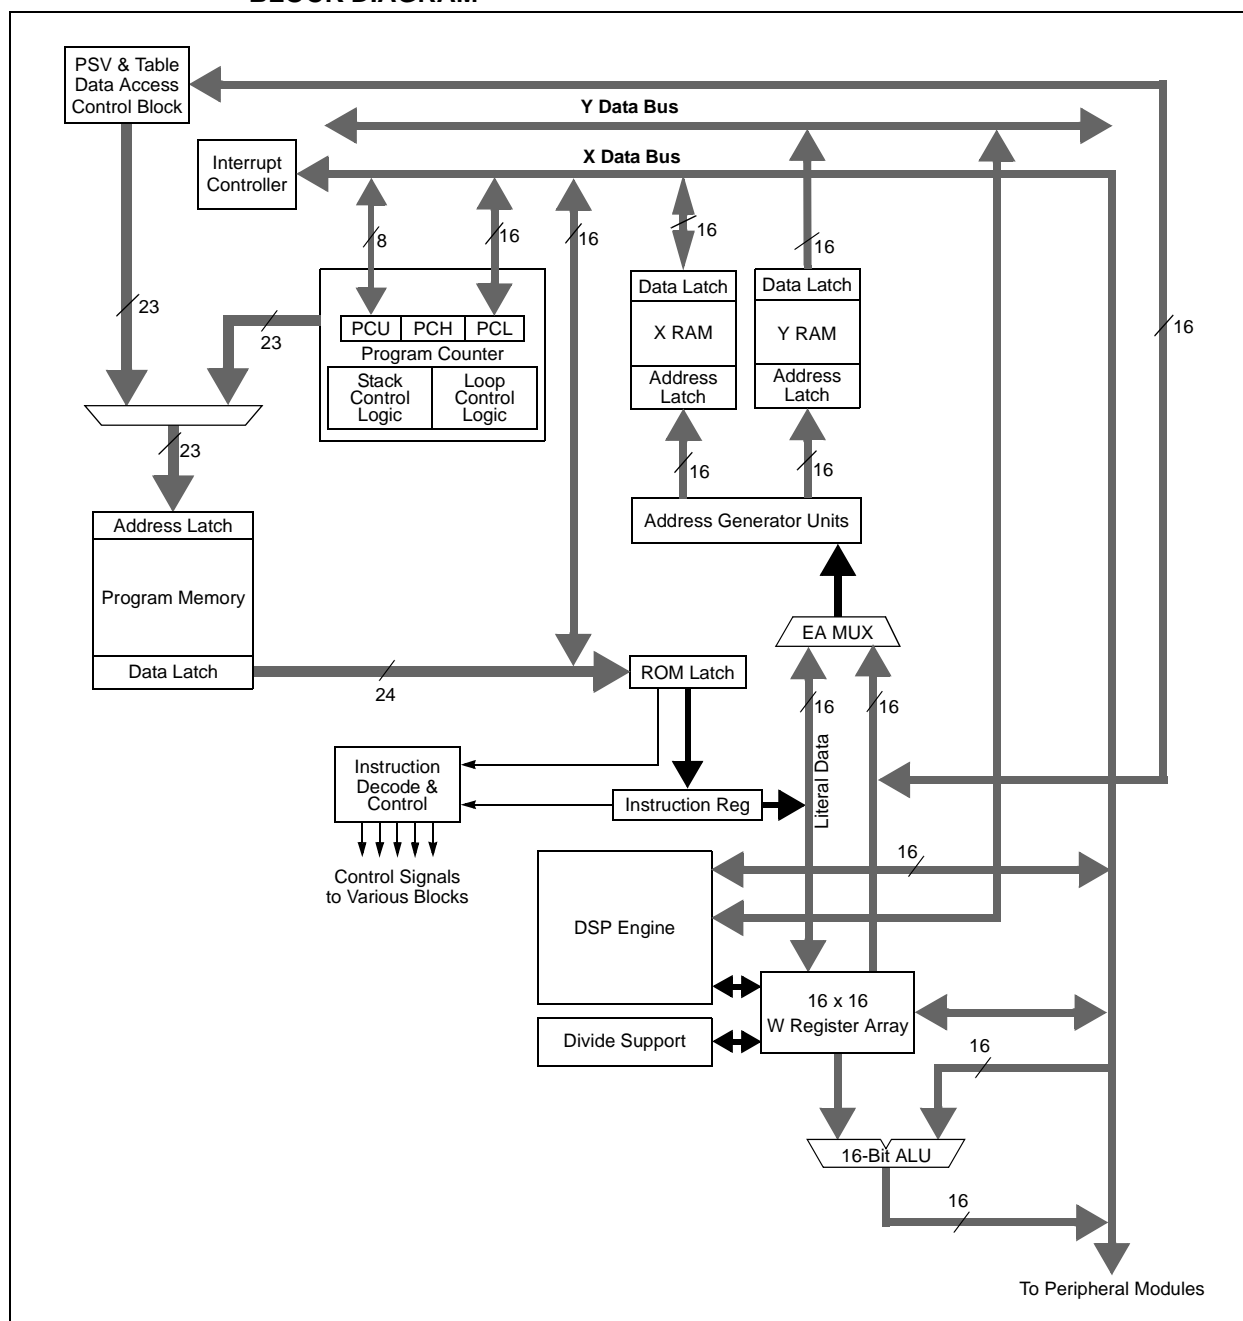 BLOCK DIAGRAM
PSV & Table
Data Access
Control Block
Y Data Bus
X Data Bus
Interrupt
Controller
8
16
16
16
16
16
23
23
23
PCU
PCH
PCL
Program Counter
Stack
Control
Logic
Loop
Control
Logic
Data Latch
X RAM
Address
Latch
Data Latch
Y RAM
Address
Latch
16
16
Address Generator Units
Address Latch
Program Memory
Data Latch
24
EA MUX
ROM Latch
16
16
Literal Data
Instruction
Decode &
Control
Instruction Reg
Control Signals
to Various Blocks
16
DSP Engine
16 x 16
W Register Array
Divide Support
16
16-Bit ALU
16
To Peripheral Modules